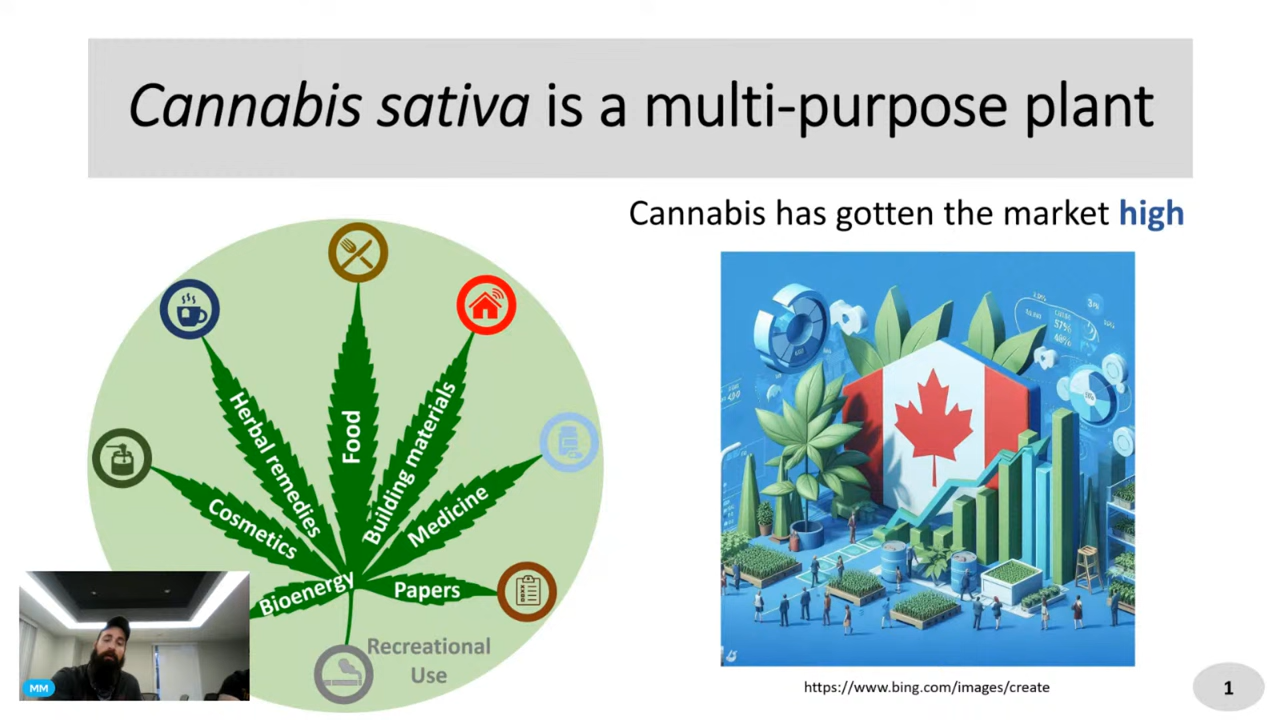 Cannabis sativa is a multi-purpose plant
Cannabis has gotten the market high
Herbal remedies
Food
Building materials
Cosmetics
Medicine
Bioenergy
Papers
Recreational
Use
57%
MM
https://www.bing.com/images/create
1